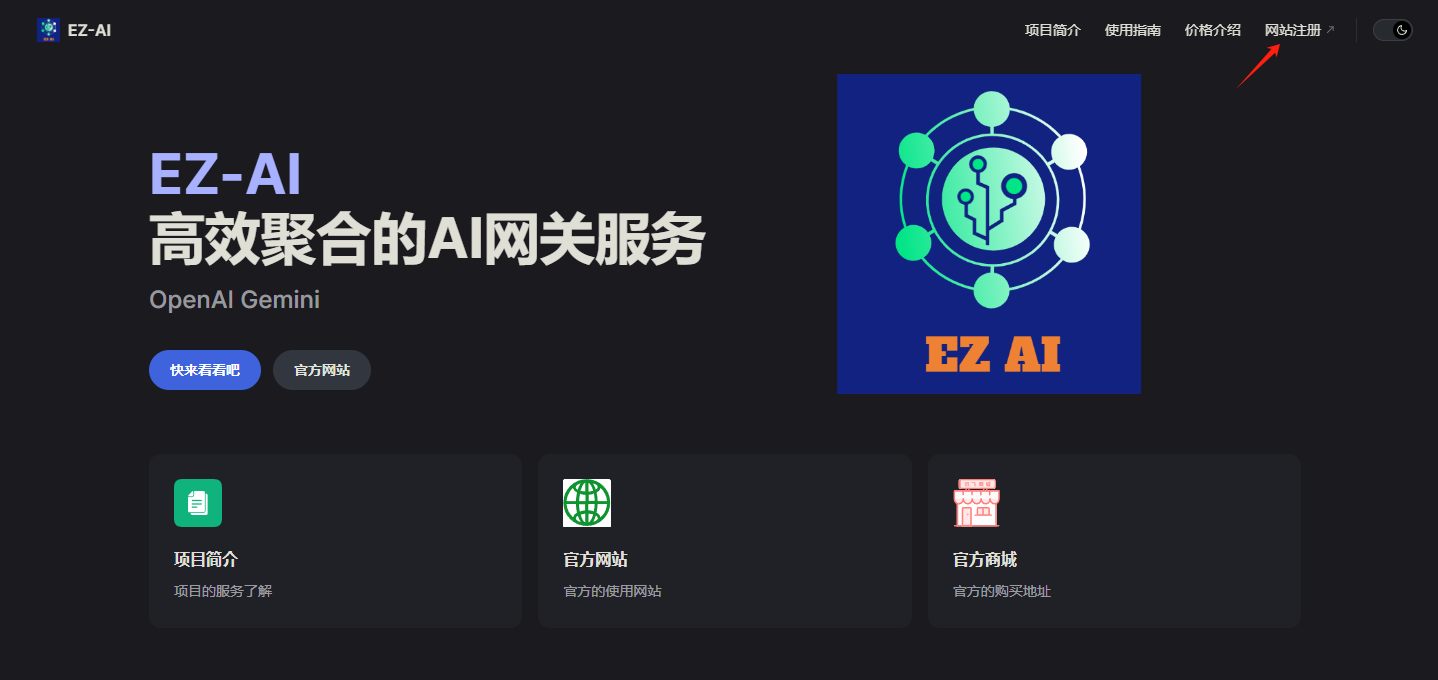 EZ-AI
项目简介 使用指南 价格介绍 网站注册
EZ-AI
高效聚合的AI网关服务
OpenAI Gemini
快来看看吧 官方网站
EZ AI
项目简介
项目的服务了解
官方网站
官方的使用网站
官方商城
官方的购买地址